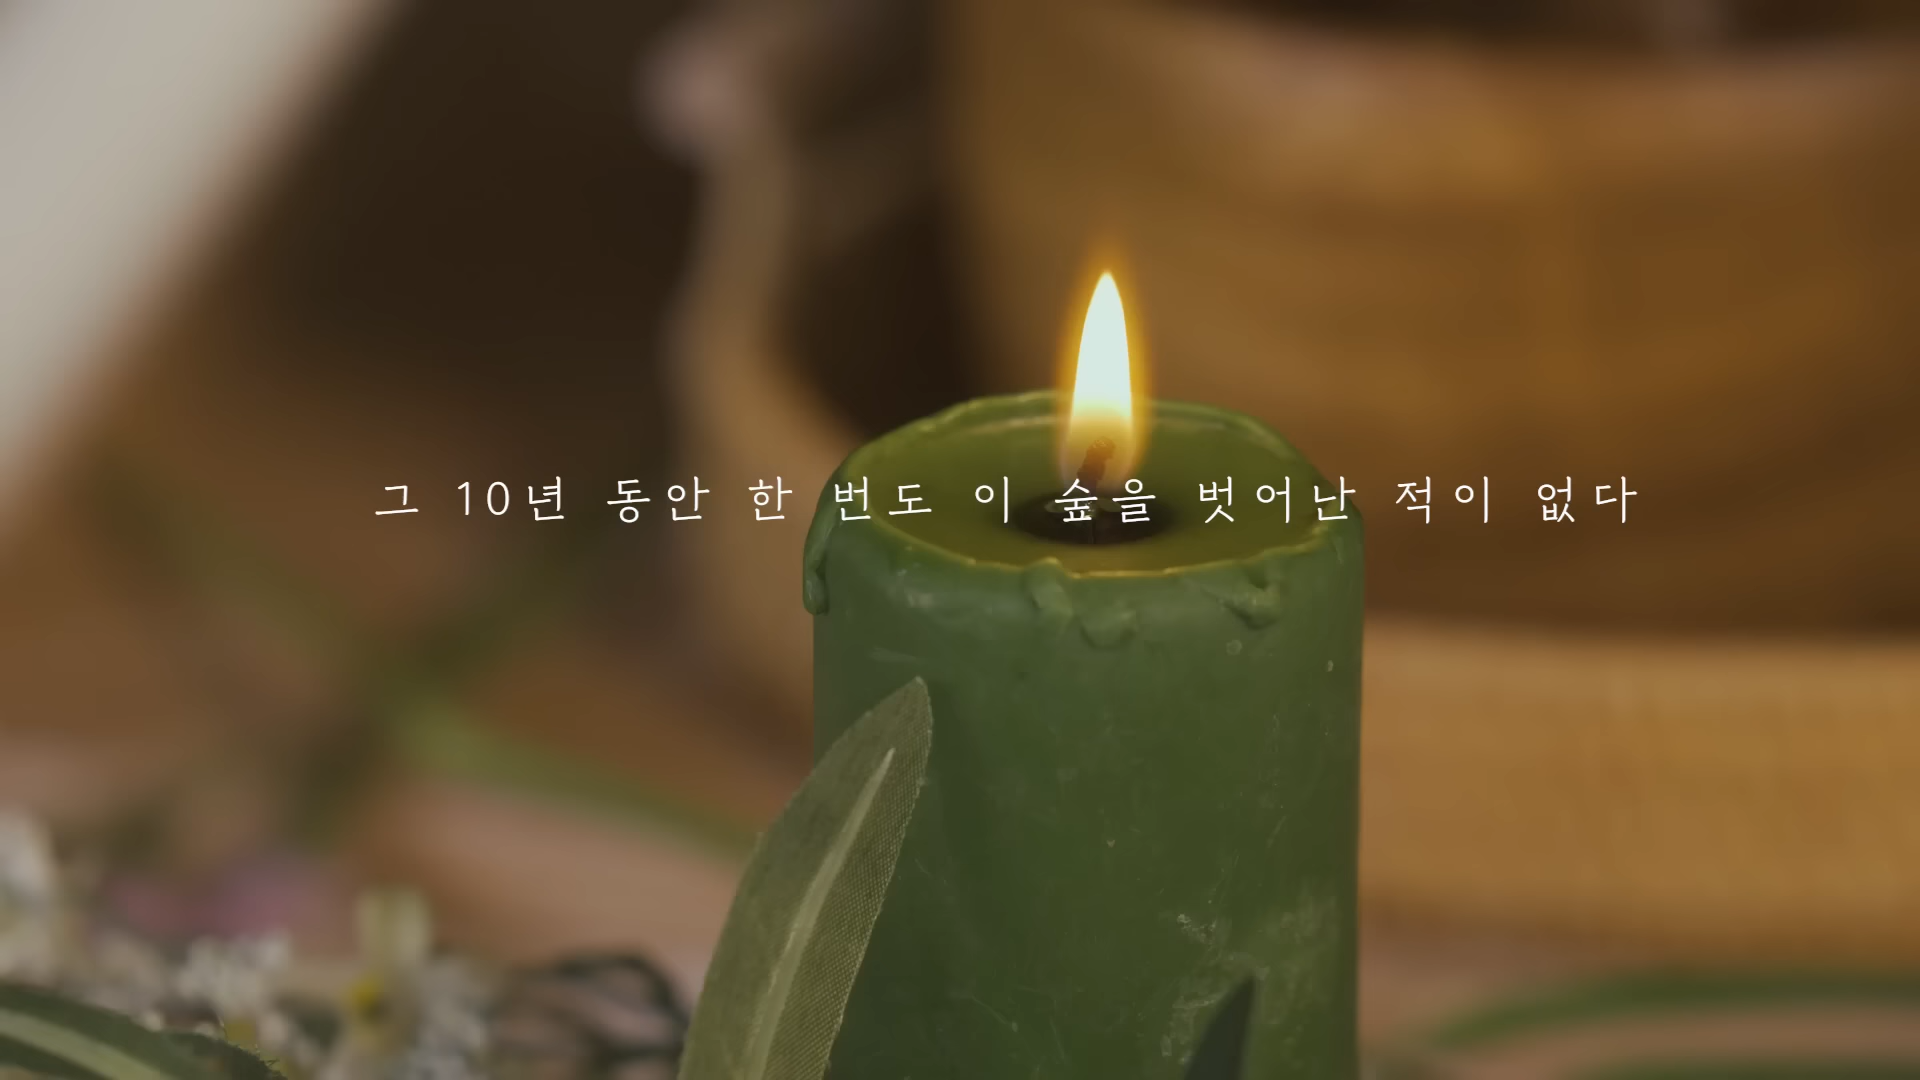 그 10년 동안 한 번도 이 숲을 벗어난 적이 없다